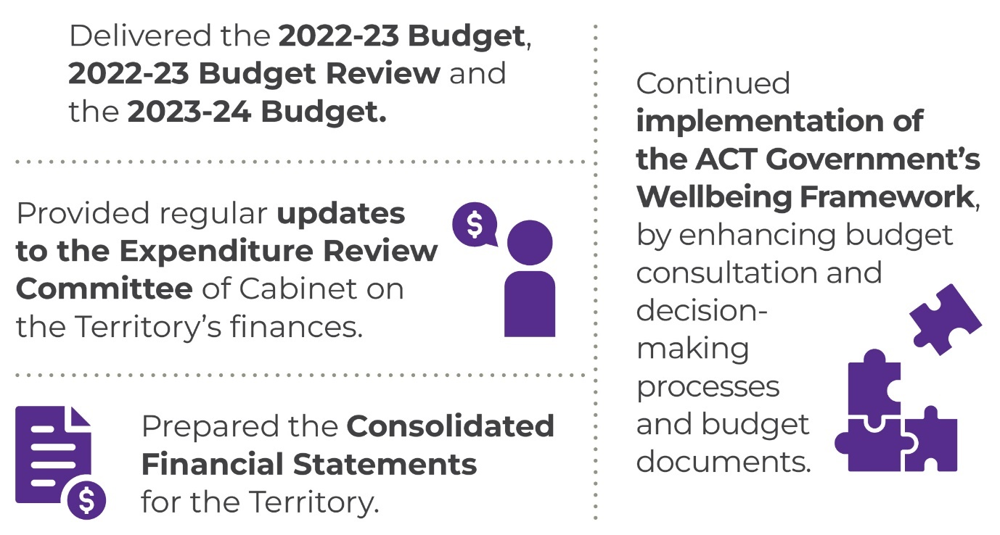 Delivered the 2022-23 Budget,
2022-23 Budget Review and
the 2023-24 Budget.
Provided regular updates
to the Expenditure Review
Committee of Cabinet on
the Territory’s finances.
$
Prepared the Consolidated
Financial Statements
for the Territory.
$
Continued
implementation of
the ACT Government’s
Wellbeing Framework,
by enhancing budget
consultation and
decision-
making
processes
and budget
documents.